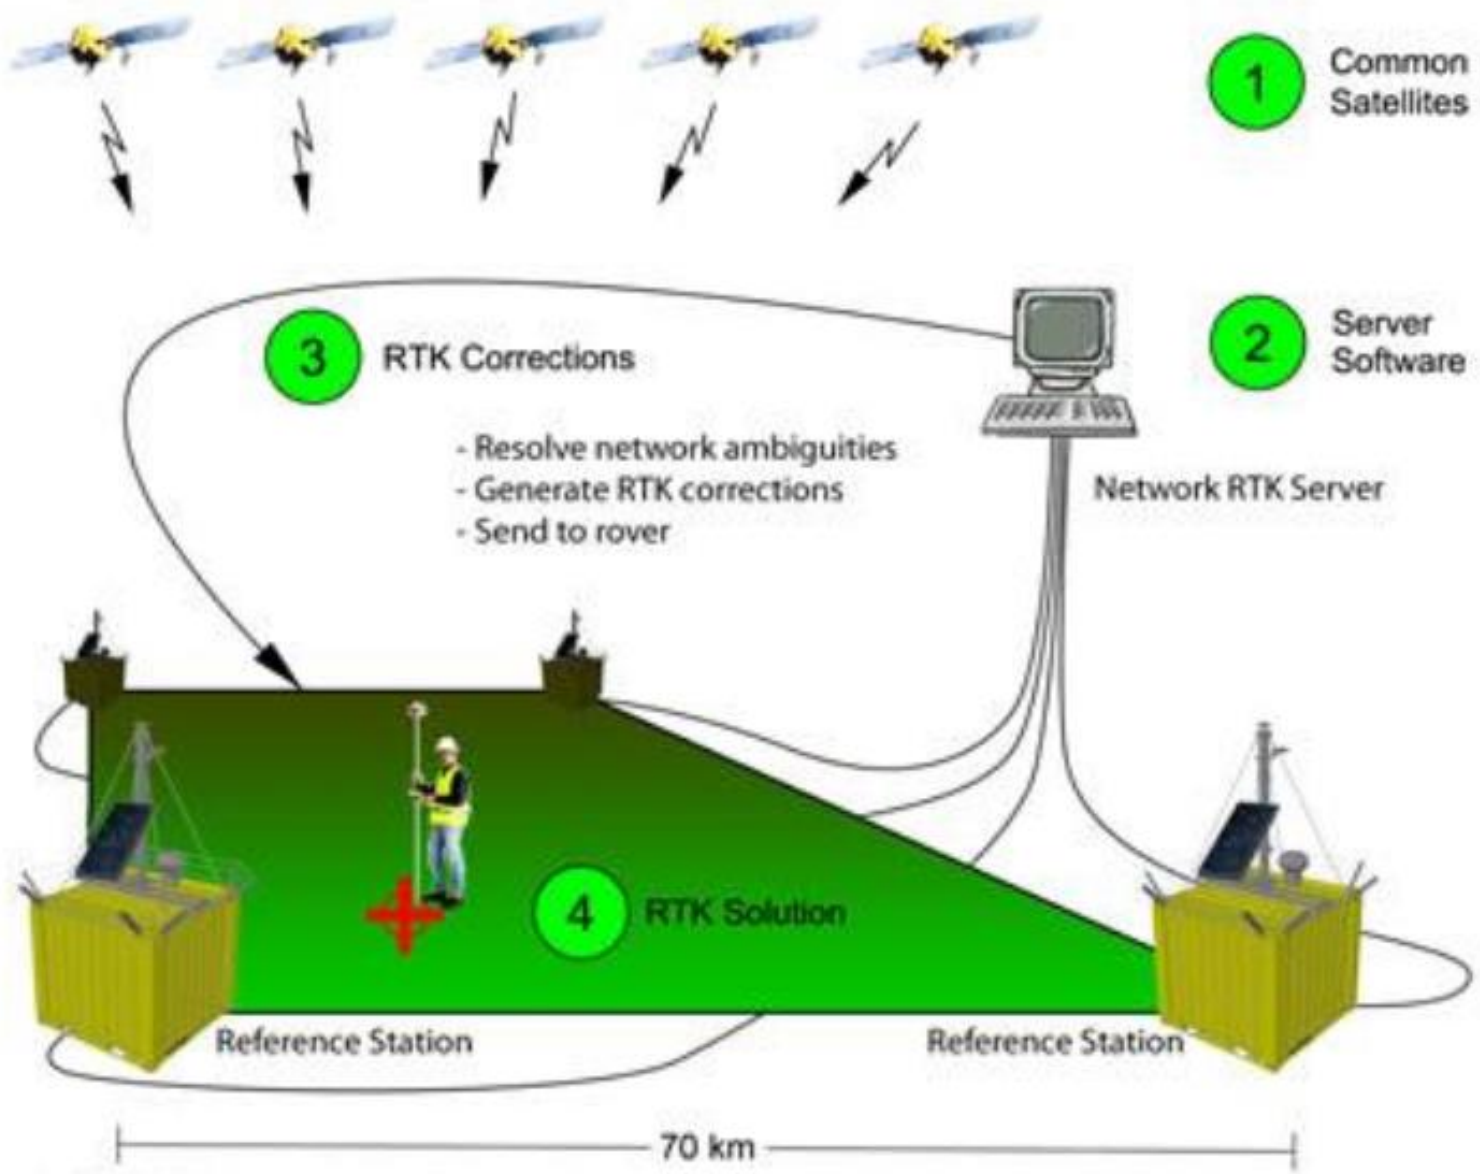 1
Common
Satellites
2
Server
Software
3
RTK Corrections
- Resolve network ambiguities
- Generate RTK corrections
- Send to rover
Network RTK Server
4
RTK Solution
Reference Station
Reference Station
70 km